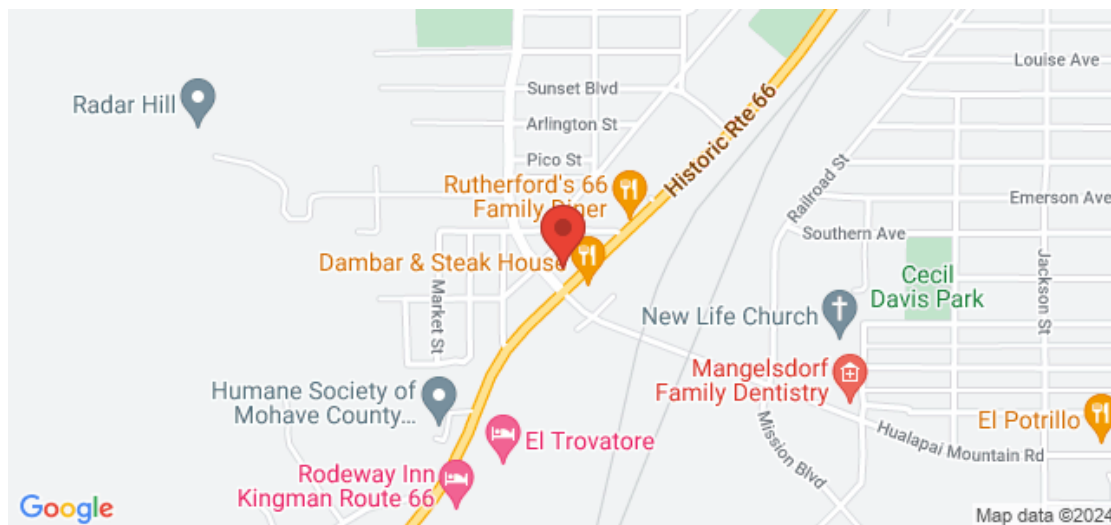 Louise Ave
Sunset Blvd
Radar Hill
Arlington St
Historic Rte 66
Pico St
Railroad St
Rutherford's 66
Family Diner
Emerson Ave
Southern Ave
Dambar & Steak House
Cecil
Davis Park
Jackson St
Market St
New Life Church
Mangelsdorf
Family Dentistry
Humane Society of
Mohave County...
El Potrillo
Mission Blvd
Hualapai Mountain Rd
El Trovatore
Rodeway Inn
Kingman Route 66
Google
Map data ©2024